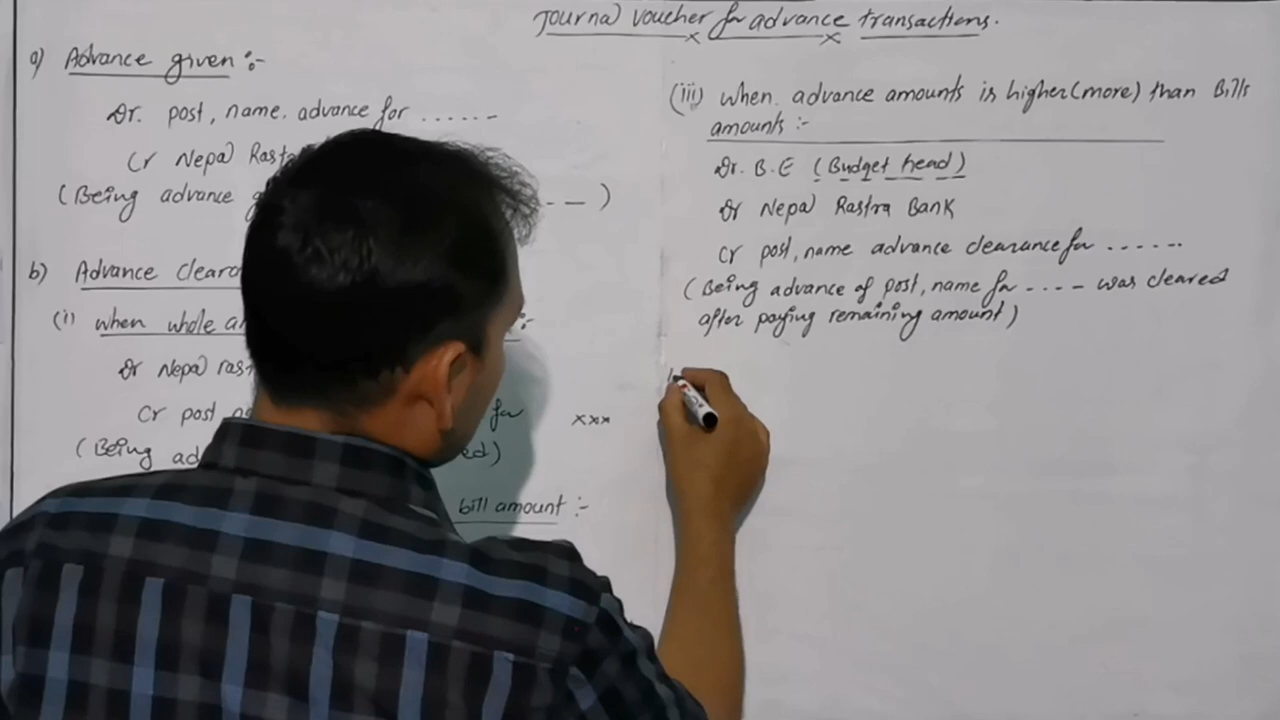 Journal voucher for advance transactions.
a) Advance given :-
Dr. post, name. advance for ......
Cr Nepal Rast
(Being advance -- )
b) Advance clear
(i) when whole :-
Dr Nepal ras
Cr post for xxx
(Being ed)
bill amount :-
(iii) when. advance amounts is higher(more) than Bills
amounts :-
Dr. B.E (Budget head)
Dr Nepal Rastra Bank
Cr post, name advance clearance for ......
(Being advance of post, name for ---- was cleared
after paying remaining amount)